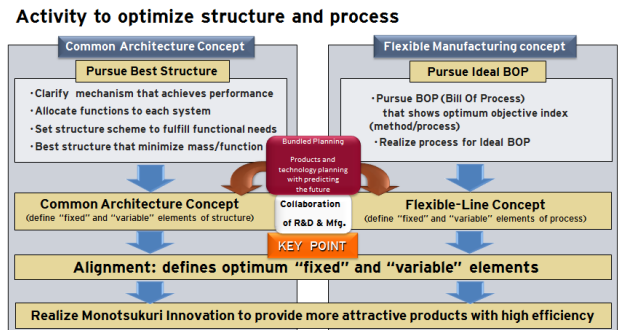 Activity to optimize structure and process
Common Architecture Concept
Pursue Best Structure
・Clarify mechanism that achieves performance
・Allocate functions to each system
・Set structure scheme to fulfill functional needs
・Best structure that minimize mass/function
Flexible Manufacturing concept
Pursue Ideal BOP
・Pursue BOP (Bill Of Process)
that shows optimum objective index
(method/process)
・Realize process for Ideal BOP
Bundled Planning
Products and
technology planning
with predicting
the future
Collaboration
of R&D & Mfg.
KEY POINT
Common Architecture Concept
(define “fixed” and “variable” elements of structure)
Flexible-Line Concept
(define “fixed” and “variable” elements of process)
Alignment: defines optimum “fixed” and “variable” elements
Realize Monotsukuri Innovation to provide more attractive products with high efficiency